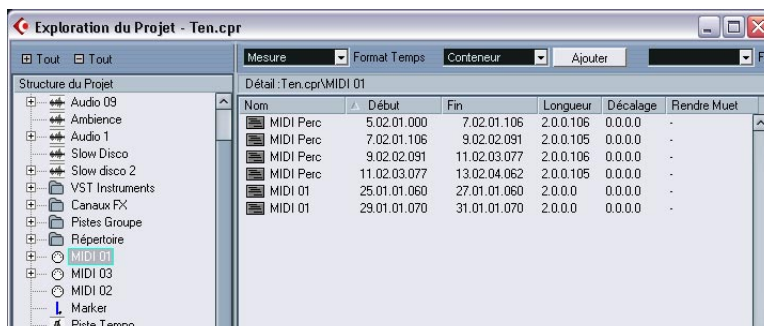 Exploration du Projet - Ten.cpr
Tout Tout Mesure Format Temps Conteneur Ajouter
Structure du Projet
Audio 09
Ambience
Audio 1
Slow Disco
Slow disco 2
VST Instruments
Canaux FX
Pistes Groupe
Répertoire
MIDI 01
MIDI 03
MIDI 02
Marker
Piste Tempo
Détail :Ten.cpr\MIDI 01
Nom Début Fin Longueur Décalage Rendre Muet
MIDI Perc 5.02.01.000 7.02.01.106 2.0.0.106 0.0.0.0 -
MIDI Perc 7.02.01.106 9.02.02.091 2.0.0.105 0.0.0.0 -
MIDI Perc 9.02.02.091 11.02.03.077 2.0.0.106 0.0.0.0 -
MIDI Perc 11.02.03.077 13.02.04.062 2.0.0.105 0.0.0.0 -
MIDI 01 25.01.01.060 27.01.01.060 2.0.0.0 0.0.0.0 -
MIDI 01 29.01.01.070 31.01.01.070 2.0.0.0 0.0.0.0 -